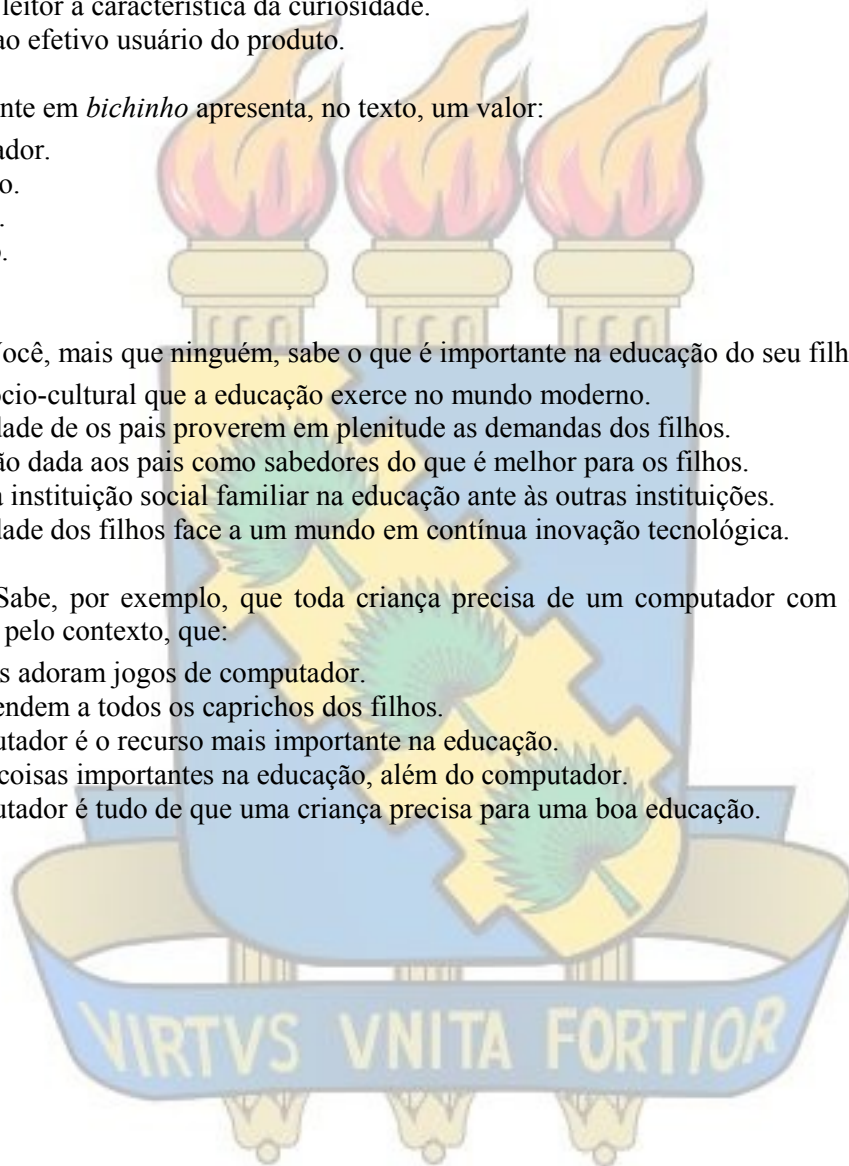 leitor a característica da curiosidade.
ao efetivo usuário do produto.
nte em bichinho apresenta, no texto, um valor:
ador.
o.
.
o.
Você, mais que ninguém, sabe o que é importante na educação do seu filh
ócio-cultural que a educação exerce no mundo moderno.
dade de os pais proverem em plenitude as demandas dos filhos.
ão dada aos pais como sabedores do que é melhor para os filhos.
a instituição social familiar na educação ante às outras instituições.
dade dos filhos face a um mundo em contínua inovação tecnológica.
Sabe, por exemplo, que toda criança precisa de um computador com
pelo contexto, que:
s adoram jogos de computador.
endem a todos os caprichos dos filhos.
utador é o recurso mais importante na educação.
coisas importantes na educação, além do computador.
utador é tudo de que uma criança precisa para uma boa educação.
VIRTVS VNITA FORTIOR